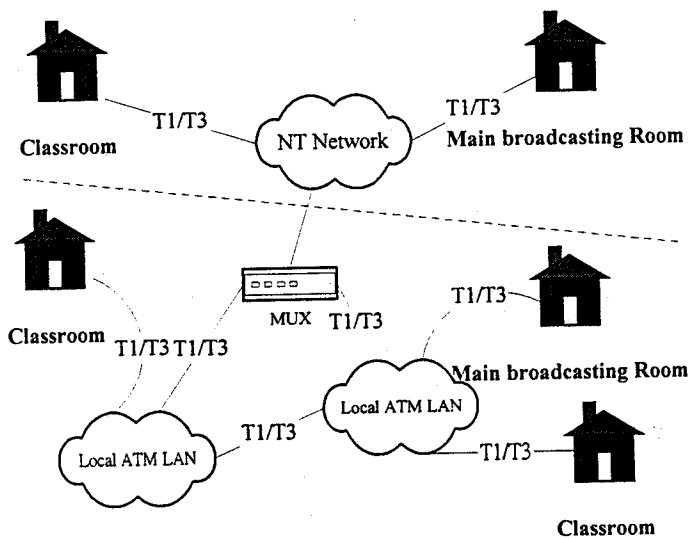 T1/T3
T1/T3
Classroom
NT Network
Main broadcasting Room
MUX
T1/T3
T1/T3
Classroom
T1/T3
T1/T3
Main broadcasting Room
Local ATM LAN
T1/T3
Local ATM LAN
T1/T3
Classroom